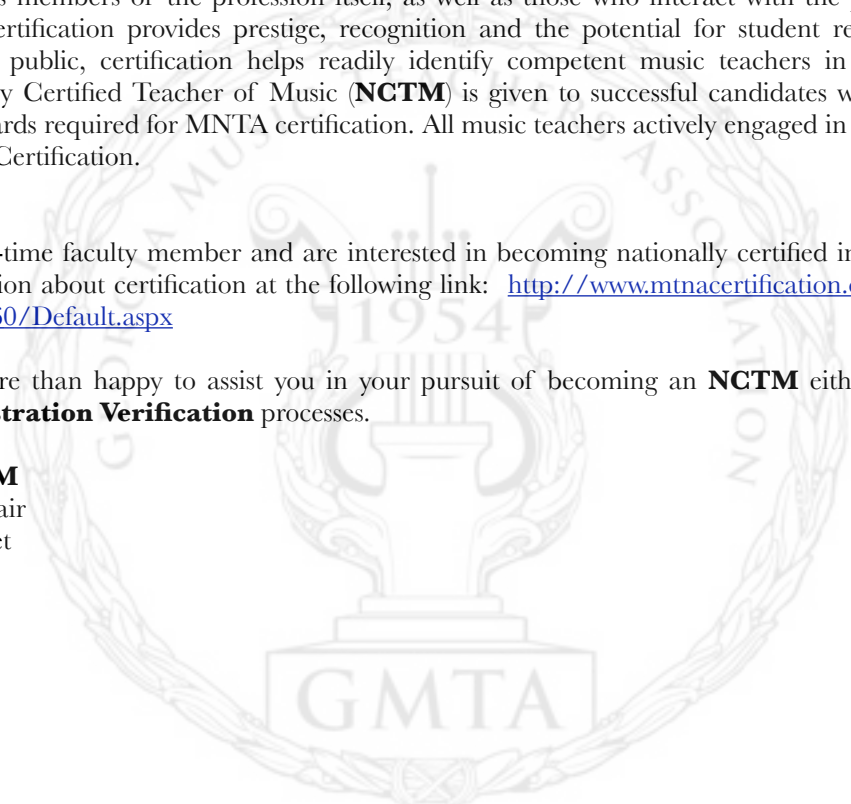 members of the profession itself, as well as those who interact with the
ertification provides prestige, recognition and the potential for student re
public, certification helps readily identify competent music teachers in
y Certified Teacher of Music (NCTM) is given to successful candidates w
ards required for MNTA certification. All music teachers actively engaged in
Certification.
-time faculty member and are interested in becoming nationally certified in
ion about certification at the following link: http://www.mtnacertification.
60/Default.aspx
re than happy to assist you in your pursuit of becoming an NCTM eith
stration Verification processes.
M
air
et
GEORGIA MUSIC TEACHERS ASSOCIATION
1954
GMTA